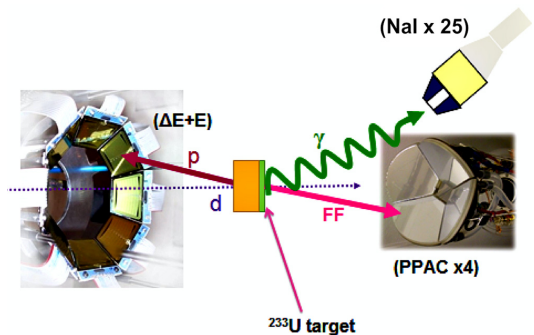 (NaI x 25)
(ΔE+E)
p
γ
d
FF
(PPAC x4)
²³³U target